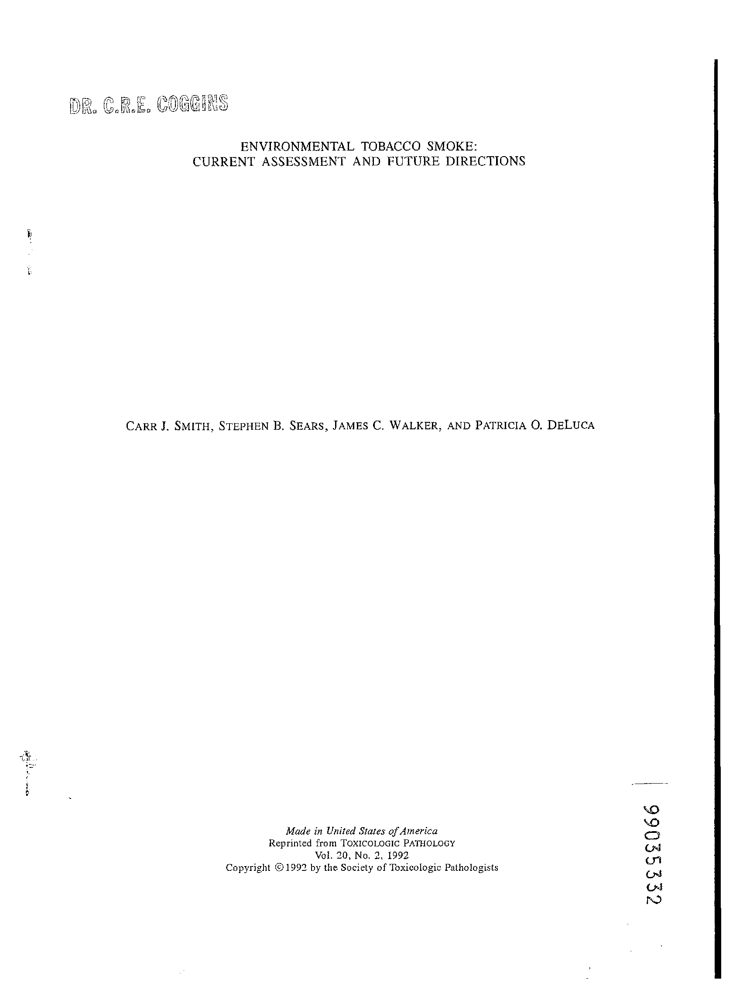 DR. C.R.E. COGGINS
ENVIRONMENTAL TOBACCO SMOKE:
CURRENT ASSESSMENT AND FUTURE DIRECTIONS
CARR J. SMITH, STEPHEN B. SEARS, JAMES C. WALKER, AND PATRICIA O. DELUCA
Made in United States of America
Reprinted from TOXICOLOGIC PATHOLOGY
Vol. 20, No. 2, 1992
Copyright ©1992 by the Society of Toxicologic Pathologists
99035332